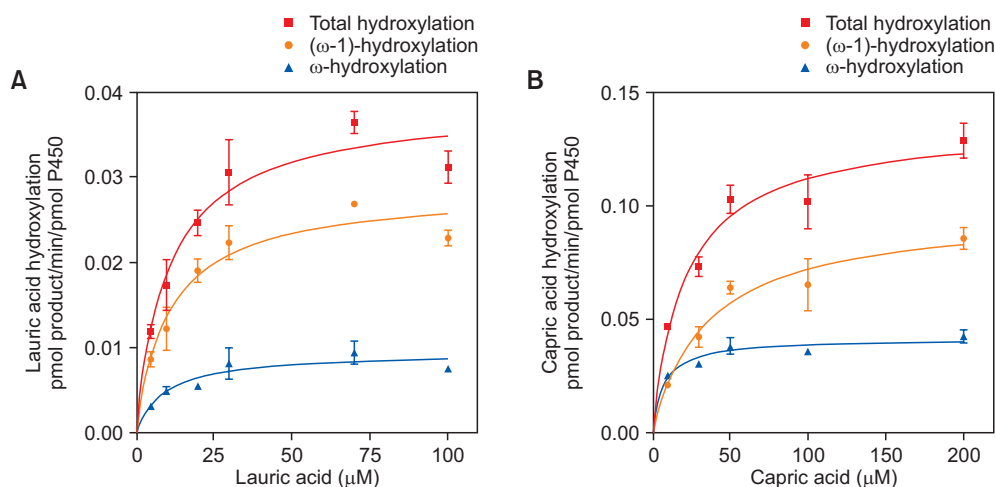 Total hydroxylation
(ω-1)-hydroxylation
ω-hydroxylation
A
Lauric acid hydroxylation
pmol product/min/pmol P450
0.04
0.03
0.02
0.01
0.00
0
25
50
75
100
Lauric acid (μM)
Total hydroxylation
(ω-1)-hydroxylation
ω-hydroxylation
B
Capric acid hydroxylation
pmol product/min/pmol P450
0.15
0.10
0.05
0.00
0
50
100
150
200
Capric acid (μM)